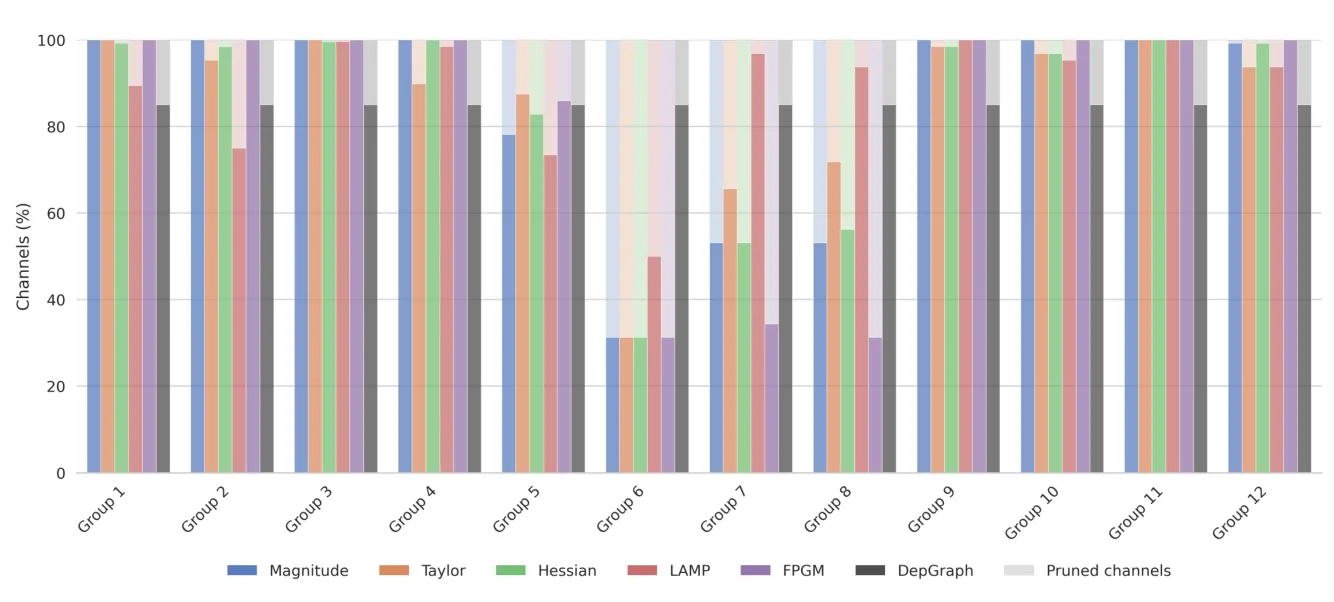 100
80
60
40
20
0
Channels (%)
Group 1
Group 2
Group 3
Group 4
Group 5
Group 6
Group 7
Group 8
Group 9
Group 10
Group 11
Group 12
Magnitude Taylor Hessian LAMP FPGM DepGraph Pruned channels